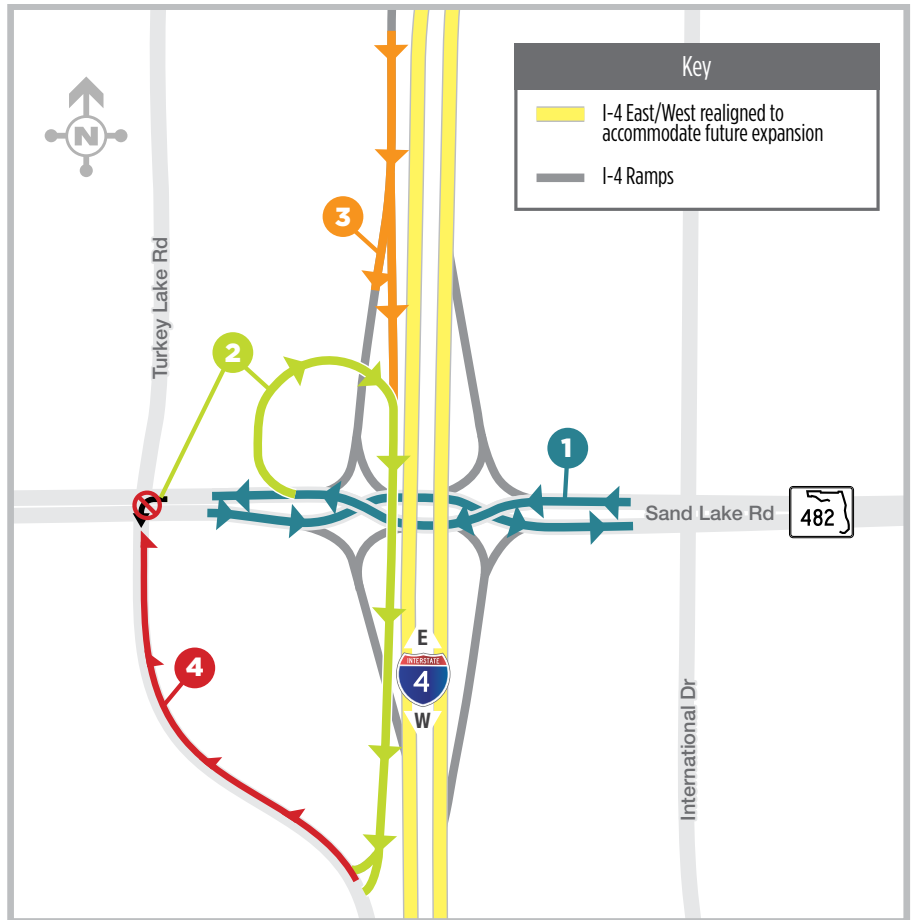 Key
I-4 East/West realigned to
accommodate future expansion
I-4 Ramps
N
3
Turkey Lake Rd
2
1
Sand Lake Rd
482
E
INTERSTATE
4
W
4
International Dr